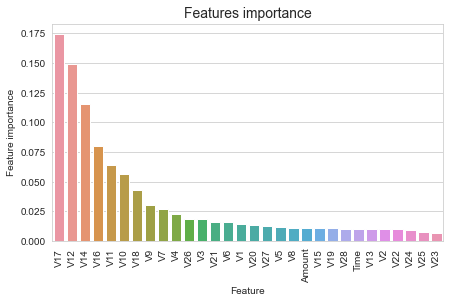 Features importance
Feature importance
0.175
0.150
0.125
0.100
0.075
0.050
0.025
0.000
V17
V12
V14
V16
V11
V10
V18
V9
V7
V4
V26
V3
V21
V6
V1
V20
V27
V5
V8
Amount
V15
V19
V28
Time
V13
V2
V22
V24
V25
V23
Feature